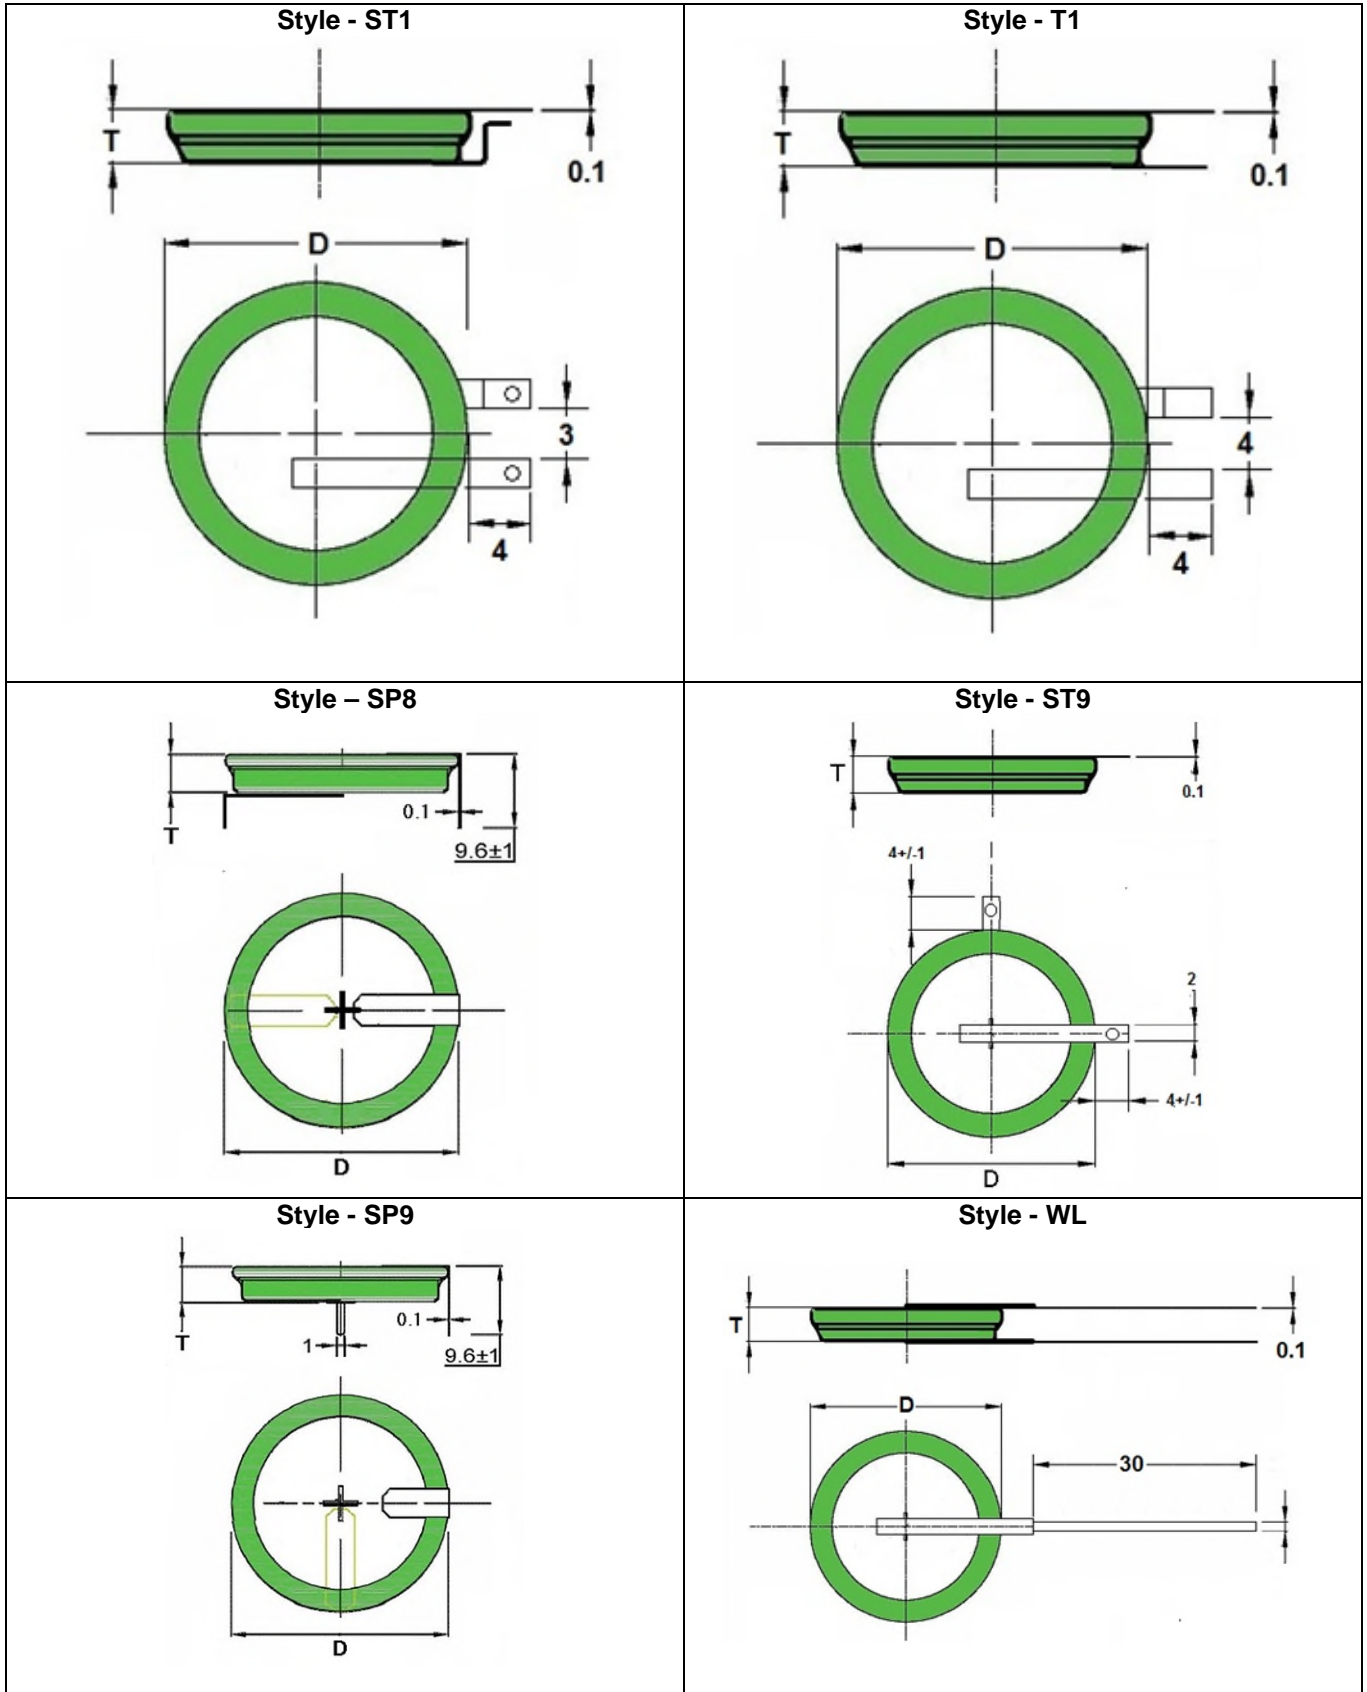 Style - ST1
T
0.1
D
3
4
Style - T1
T
0.1
D
4
4
Style – SP8
T
0.1
9.6±1
D
Style - ST9
T
0.1
4+/-1
2
4+/-1
D
Style - SP9
T
1
0.1
9.6±1
D
Style - WL
T
0.1
D
30